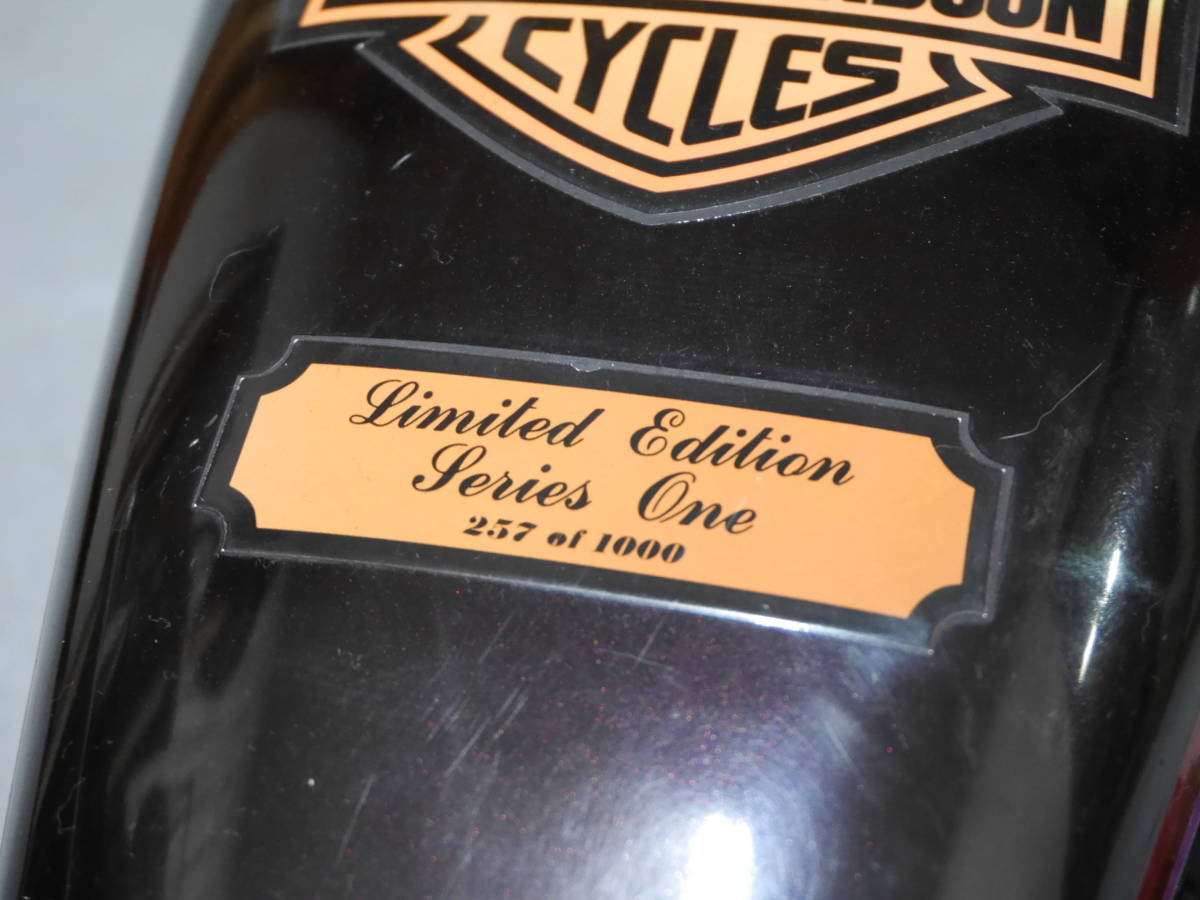 CYCLES
Limited Edition
Series One
257 of 1000